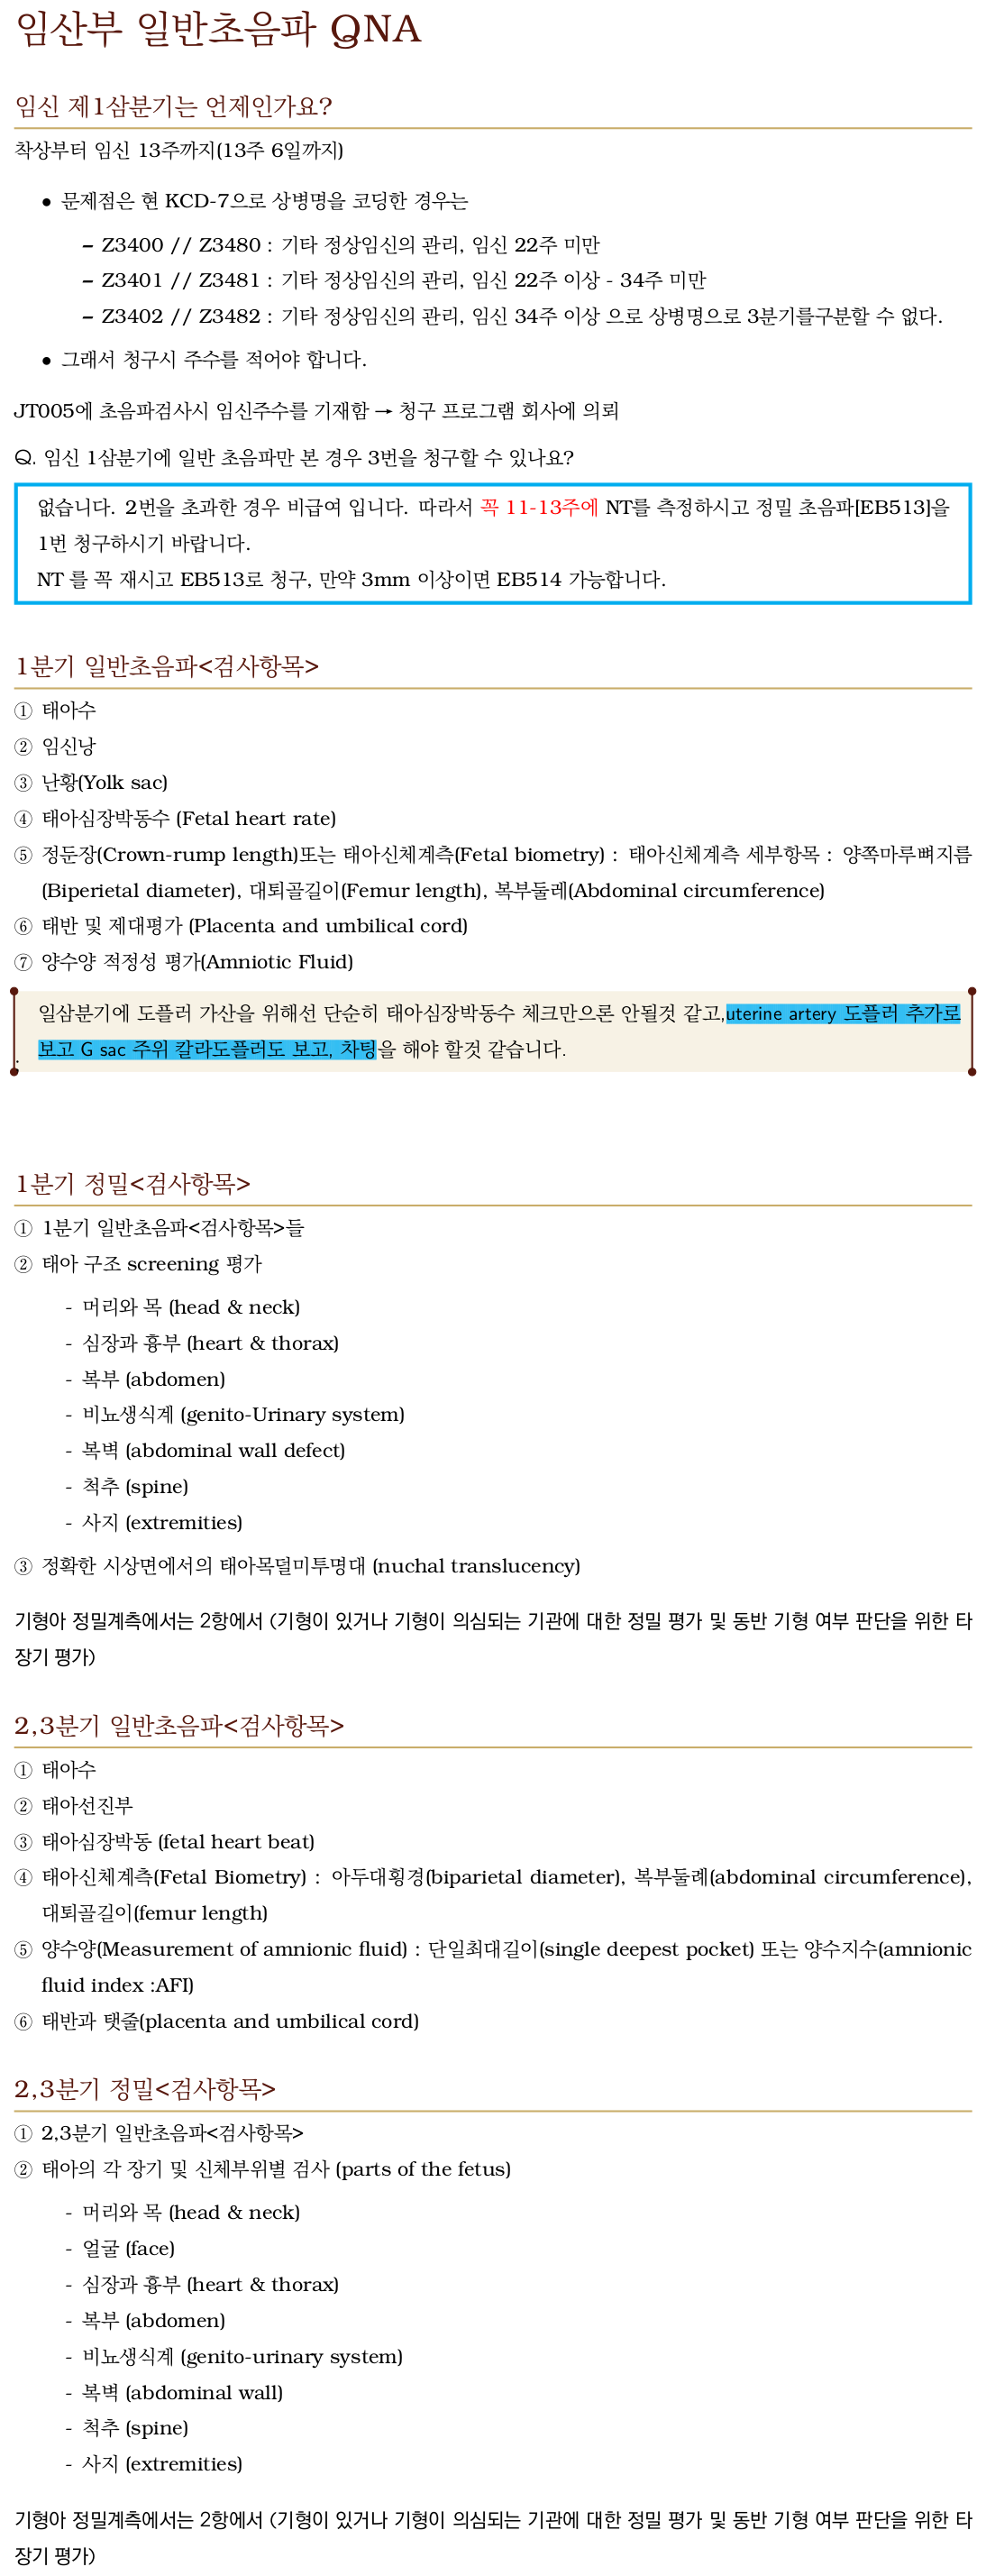 임산부 일반초음파 QNA
임신 제1삼분기는 언제인가요?
착상부터 임신 13주까지(13주 6일까지)
• 문제점은 현 KCD-7으로 상병명을 코딩한 경우는
– Z3400 // Z3480 : 기타 정상임신의 관리, 임신 22주 미만
– Z3401 // Z3481 : 기타 정상임신의 관리, 임신 22주 이상 - 34주 미만
– Z3402 // Z3482 : 기타 정상임신의 관리, 임신 34주 이상 으로 상병명으로 3분기를구분할 수 없다.
• 그래서 청구시 주수를 적어야 합니다.
JT005에 초음파검사시 임신주수를 기재함 → 청구 프로그램 회사에 의뢰
Q. 임신 1삼분기에 일반 초음파만 본 경우 3번을 청구할 수 있나요?
없습니다. 2번을 초과한 경우 비급여 입니다. 따라서 꼭 11-13주에 NT를 측정하시고 정밀 초음파[EB513]을
1번 청구하시기 바랍니다.
NT 를 꼭 재시고 EB513로 청구, 만약 3mm 이상이면 EB514 가능합니다.
1분기 일반초음파<검사항목>
① 태아수
② 임신낭
③ 난황(Yolk sac)
④ 태아심장박동수 (Fetal heart rate)
⑤ 정둔장(Crown-rump length)또는 태아신체계측(Fetal biometry) : 태아신체계측 세부항목 : 양쪽마루뼈지름
(Biperietal diameter), 대퇴골길이(Femur length), 복부둘레(Abdominal circumference)
⑥ 태반 및 제대평가 (Placenta and umbilical cord)
⑦ 양수양 적정성 평가(Amniotic Fluid)
일삼분기에 도플러 가산을 위해선 단순히 태아심장박동수 체크만으론 안될것 같고,uterine artery 도플러 추가로
보고 G sac 주위 칼라도플러도 보고, 차팅을 해야 할것 같습니다.
.
1분기 정밀<검사항목>
① 1분기 일반초음파<검사항목>들
② 태아 구조 screening 평가
- 머리와 목 (head & neck)
- 심장과 흉부 (heart & thorax)
- 복부 (abdomen)
- 비뇨생식계 (genito-Urinary system)
- 복벽 (abdominal wall defect)
- 척추 (spine)
- 사지 (extremities)
③ 정확한 시상면에서의 태아목덜미투명대 (nuchal translucency)
기형아 정밀계측에서는 2항에서 (기형이 있거나 기형이 의심되는 기관에 대한 정밀 평가 및 동반 기형 여부 판단을 위한 타
장기 평가)
2,3분기 일반초음파<검사항목>
① 태아수
② 태아선진부
③ 태아심장박동 (fetal heart beat)
④ 태아신체계측(Fetal Biometry) : 아두대횡경(biparietal diameter), 복부둘레(abdominal circumference),
대퇴골길이(femur length)
⑤ 양수양(Measurement of amnionic fluid) : 단일최대길이(single deepest pocket) 또는 양수지수(amnionic
fluid index :AFI)
⑥ 태반과 탯줄(placenta and umbilical cord)
2,3분기 정밀<검사항목>
① 2,3분기 일반초음파<검사항목>
② 태아의 각 장기 및 신체부위별 검사 (parts of the fetus)
- 머리와 목 (head & neck)
- 얼굴 (face)
- 심장과 흉부 (heart & thorax)
- 복부 (abdomen)
- 비뇨생식계 (genito-urinary system)
- 복벽 (abdominal wall)
- 척추 (spine)
- 사지 (extremities)
기형아 정밀계측에서는 2항에서 (기형이 있거나 기형이 의심되는 기관에 대한 정밀 평가 및 동반 기형 여부 판단을 위한 타
장기 평가)